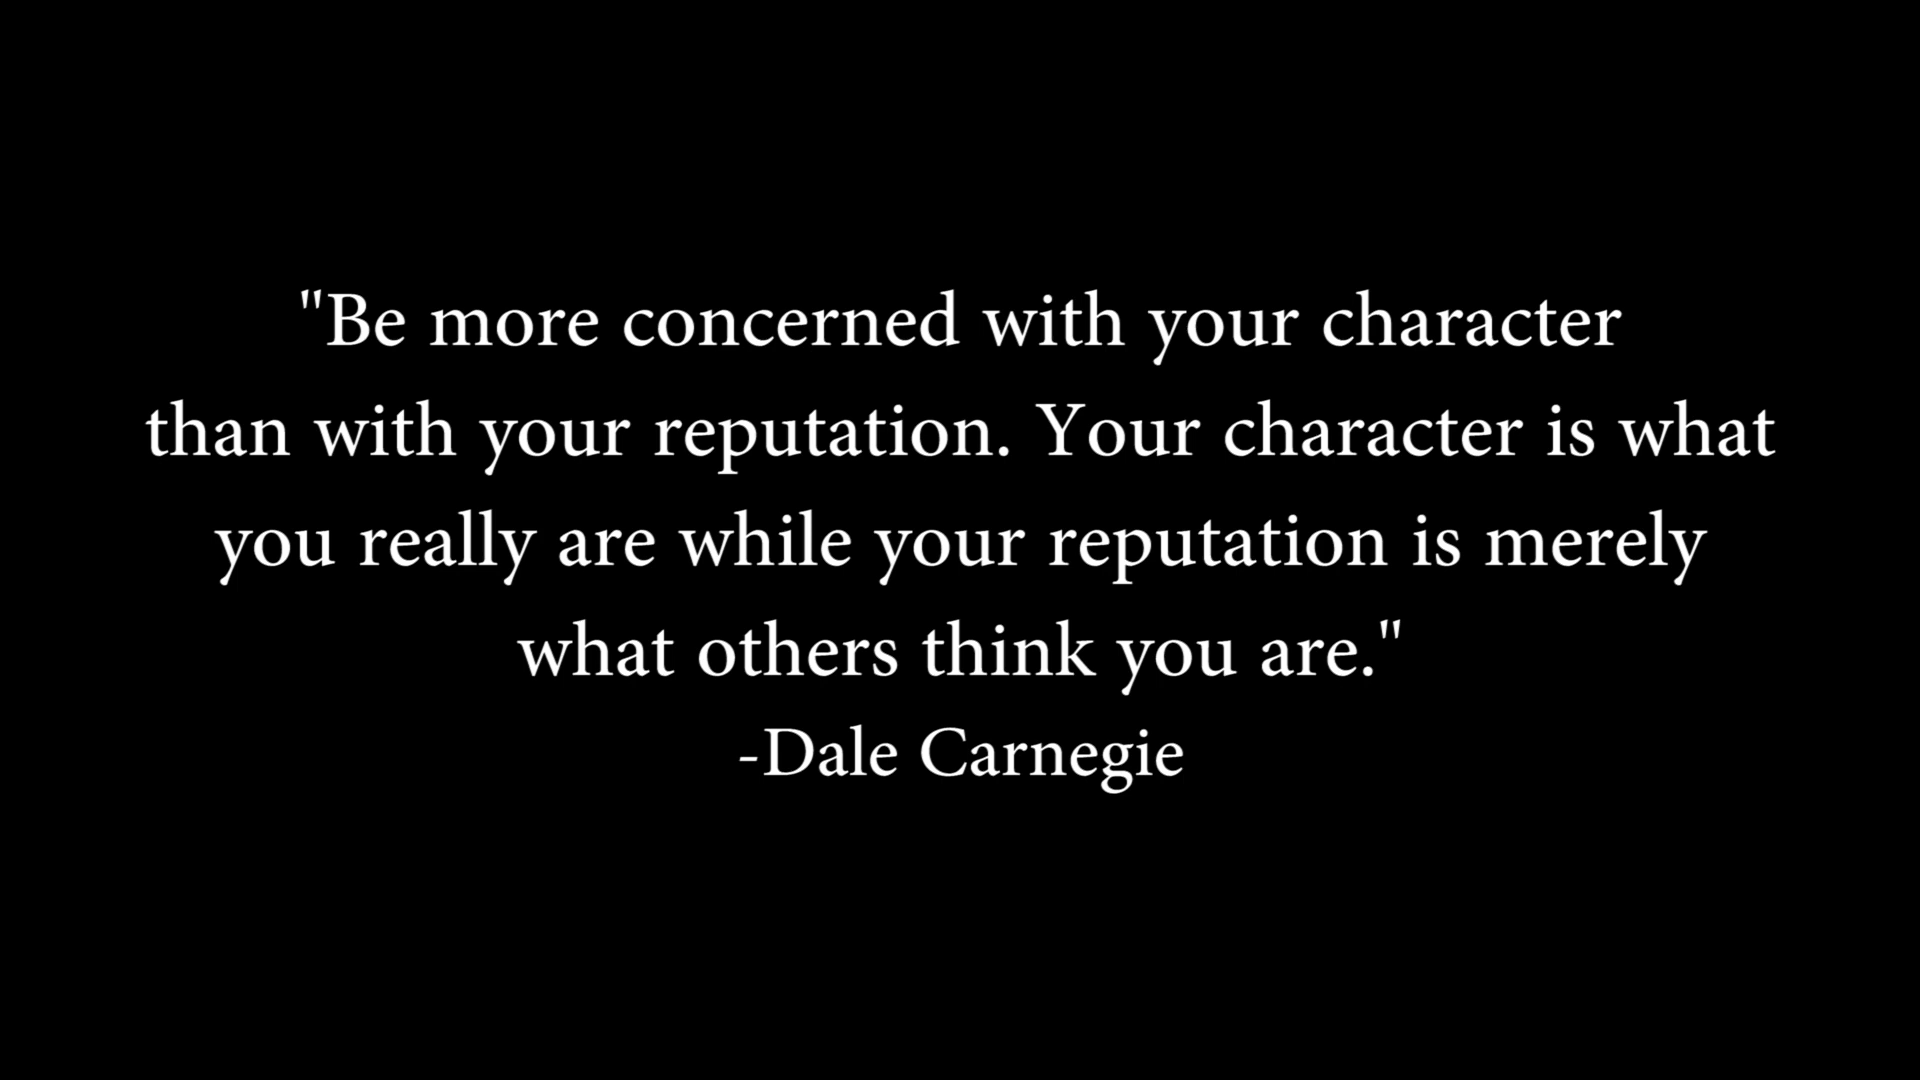 "Be more concerned with your character
than with your reputation. Your character is what
you really are while your reputation is merely
what others think you are."
-Dale Carnegie